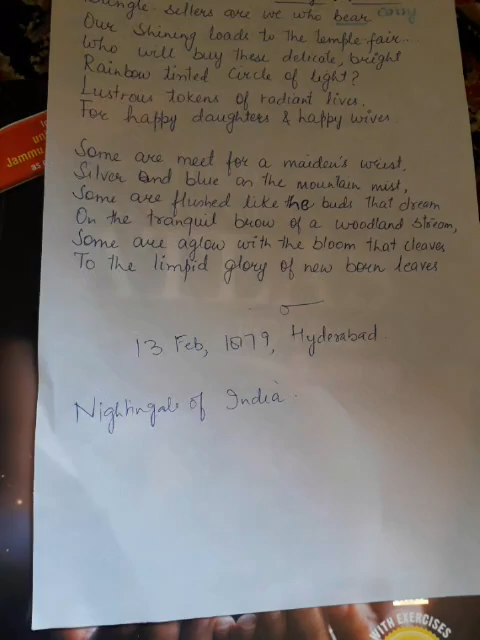 Bangle sellers are we who bear carry
Our Shining loads to the temple fair...
Who will buy these delicate, bright
Rainbow tinted circle of light?
Lustrous tokens of radiant lives,
For happy daughters & happy wives
Some are meet for a maiden's wrist,
Silver and blue as the mountain mist,
Some are flushed like the buds that dream
On the tranquil brow of a woodland stream,
Some are aglow with the bloom that cleaves
To the limpid glory of new born leaves
13 Feb, 1879, Hyderabad.
Nightingale of India.
Jammu
WITH EXERCISES